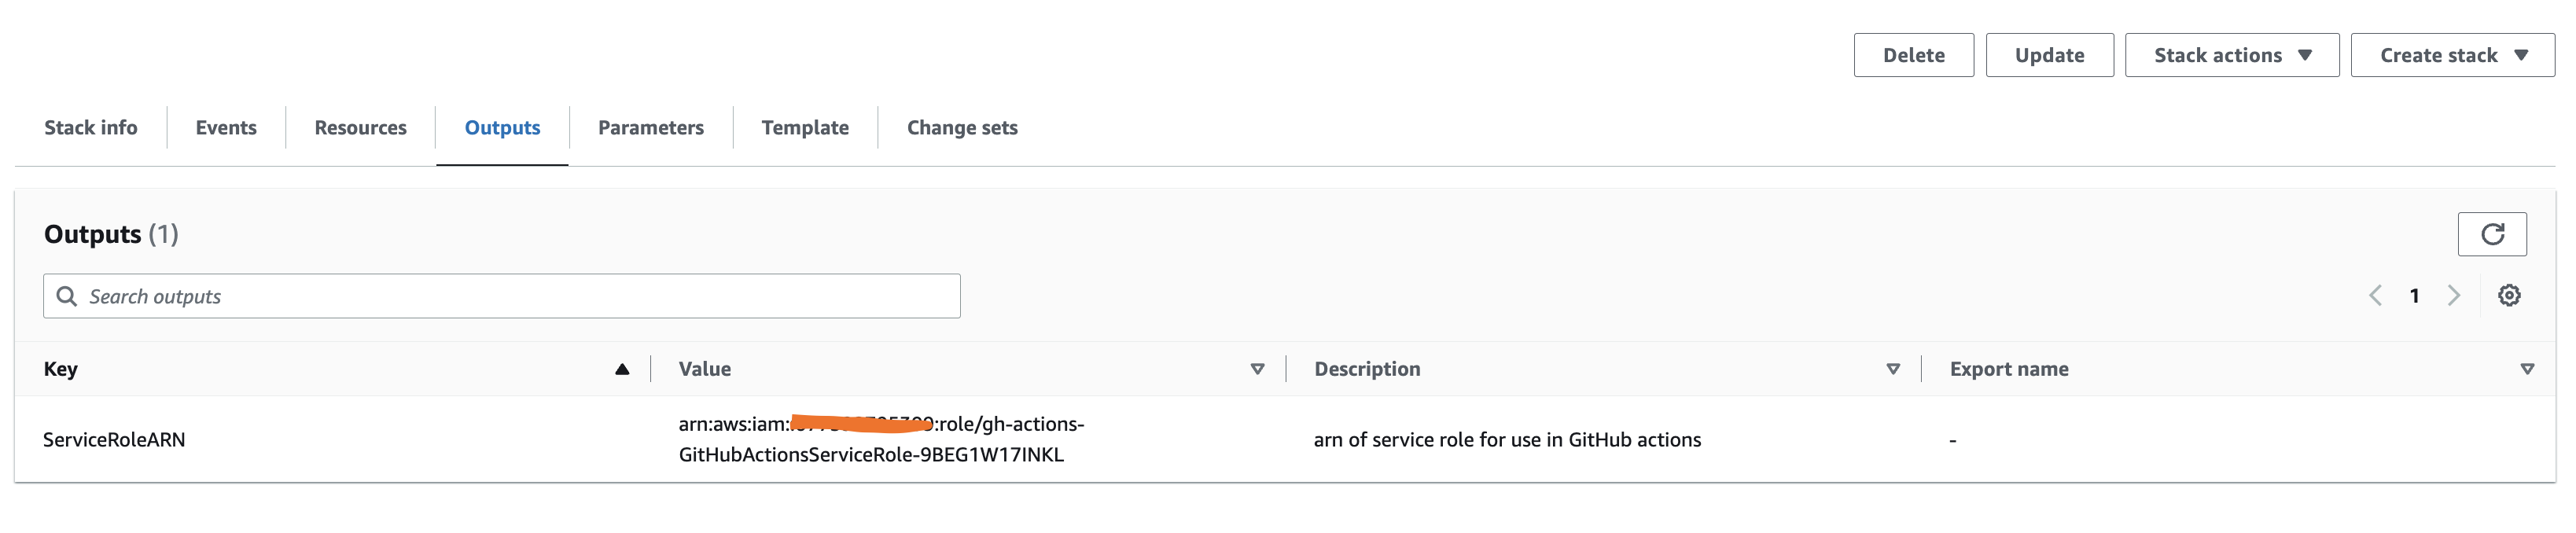 Delete Update Stack actions Create stack
Stack info Events Resources Outputs Parameters Template Change sets
Outputs (1)
Search outputs
1
Key Value Description Export name
ServiceRoleARN
arn:aws:iam: :role/gh-actions-
GitHubActionsServiceRole-9BEG1W17INKL
arn of service role for use in GitHub actions
-